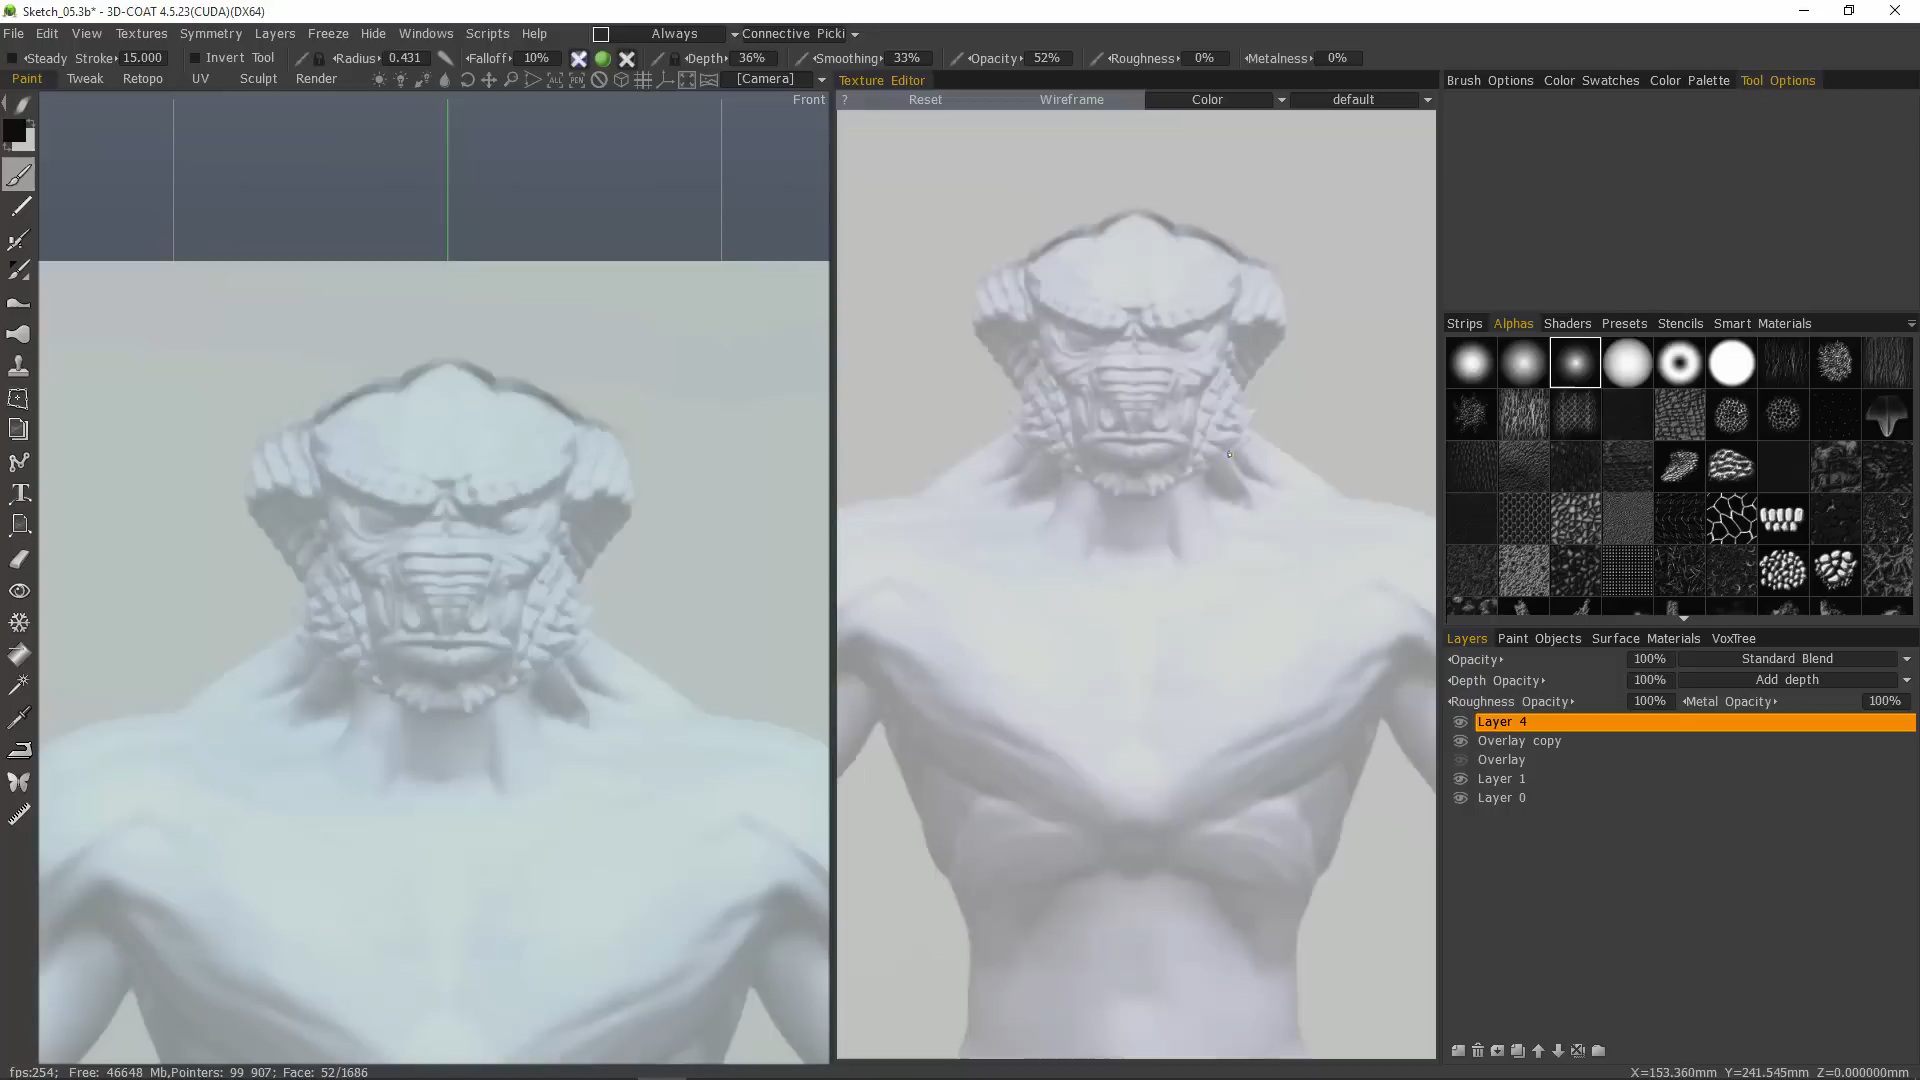 Sketch_05.3b* - 3D-COAT 4.5.23(CUDA)(DX64)
File Edit View Textures Symmetry Layers Freeze Hide Windows Scripts Help Always Connective Picki
Steady Stroke 15.000 Invert Tool Radius 0.431 Falloff 10% Depth 36% Smoothing 33% Opacity 52% Roughness 0% Metalness 0%
Paint Tweak Retopo UV Sculpt Render ALL PEN [Camera] Texture Editor Brush Options Color Swatches Color Palette Tool Options
Front ? Reset Wireframe Color default
Strips Alphas Shaders Presets Stencils Smart Materials
Layers Paint Objects Surface Materials VoxTree
Opacity 100% Standard Blend
Depth Opacity 100% Add depth
Roughness Opacity 100% Metal Opacity 100%
Layer 4
Overlay copy
Overlay
Layer 1
Layer 0
fps:254; Free: 46648 Mb,Pointers: 99 907; Face: 52/1686 X=153.360mm Y=241.545mm Z=0.000000mm